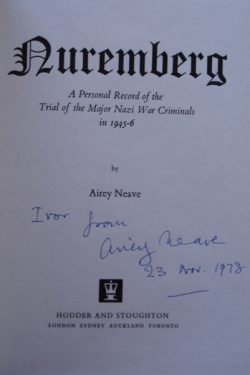 Nuremberg
A Personal Record of the
Trial of the Major Nazi War Criminals
in 1945-6
by
Airey Neave
Ivor from
Airey Neave
23 Nov. 1978
HODDER AND STOUGHTON
LONDON SYDNEY AUCKLAND TORONTO